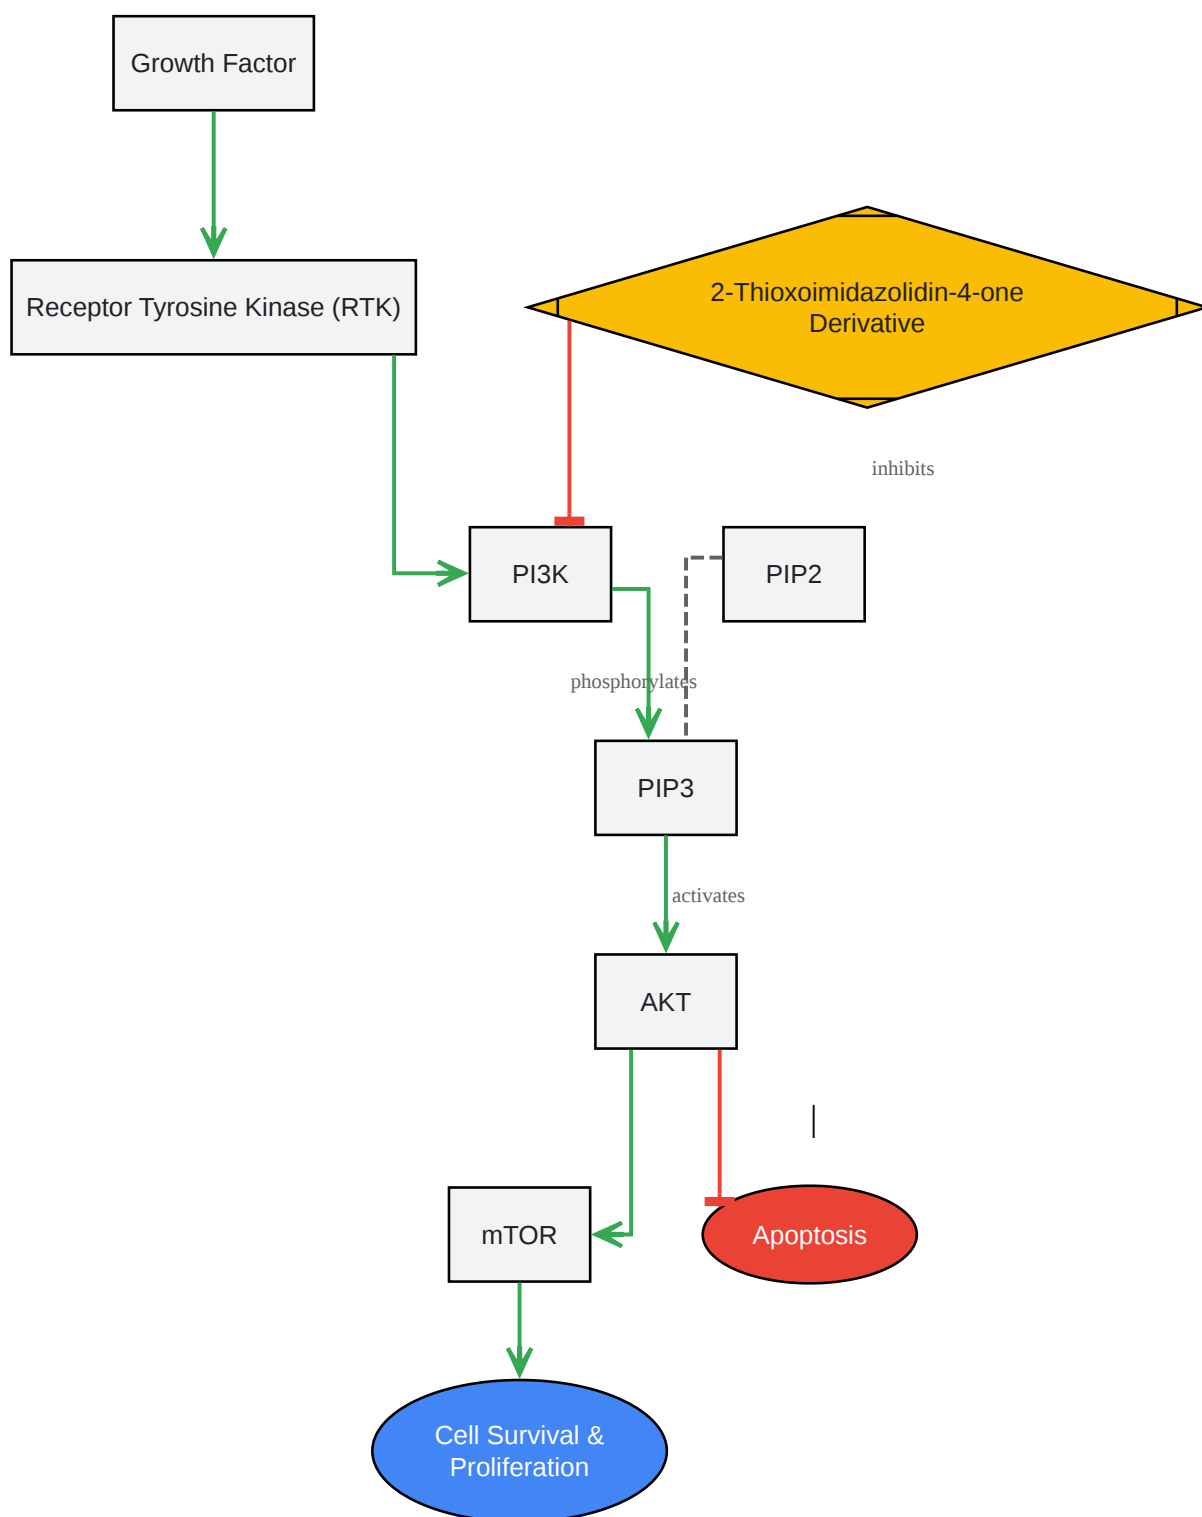 Growth Factor
Receptor Tyrosine Kinase (RTK)
2-Thioxoimidazolidin-4-one
Derivative
inhibits
PI3K
PIP2
phosphorylates
PIP3
activates
AKT
|
mTOR
Apoptosis
Cell Survival &
Proliferation